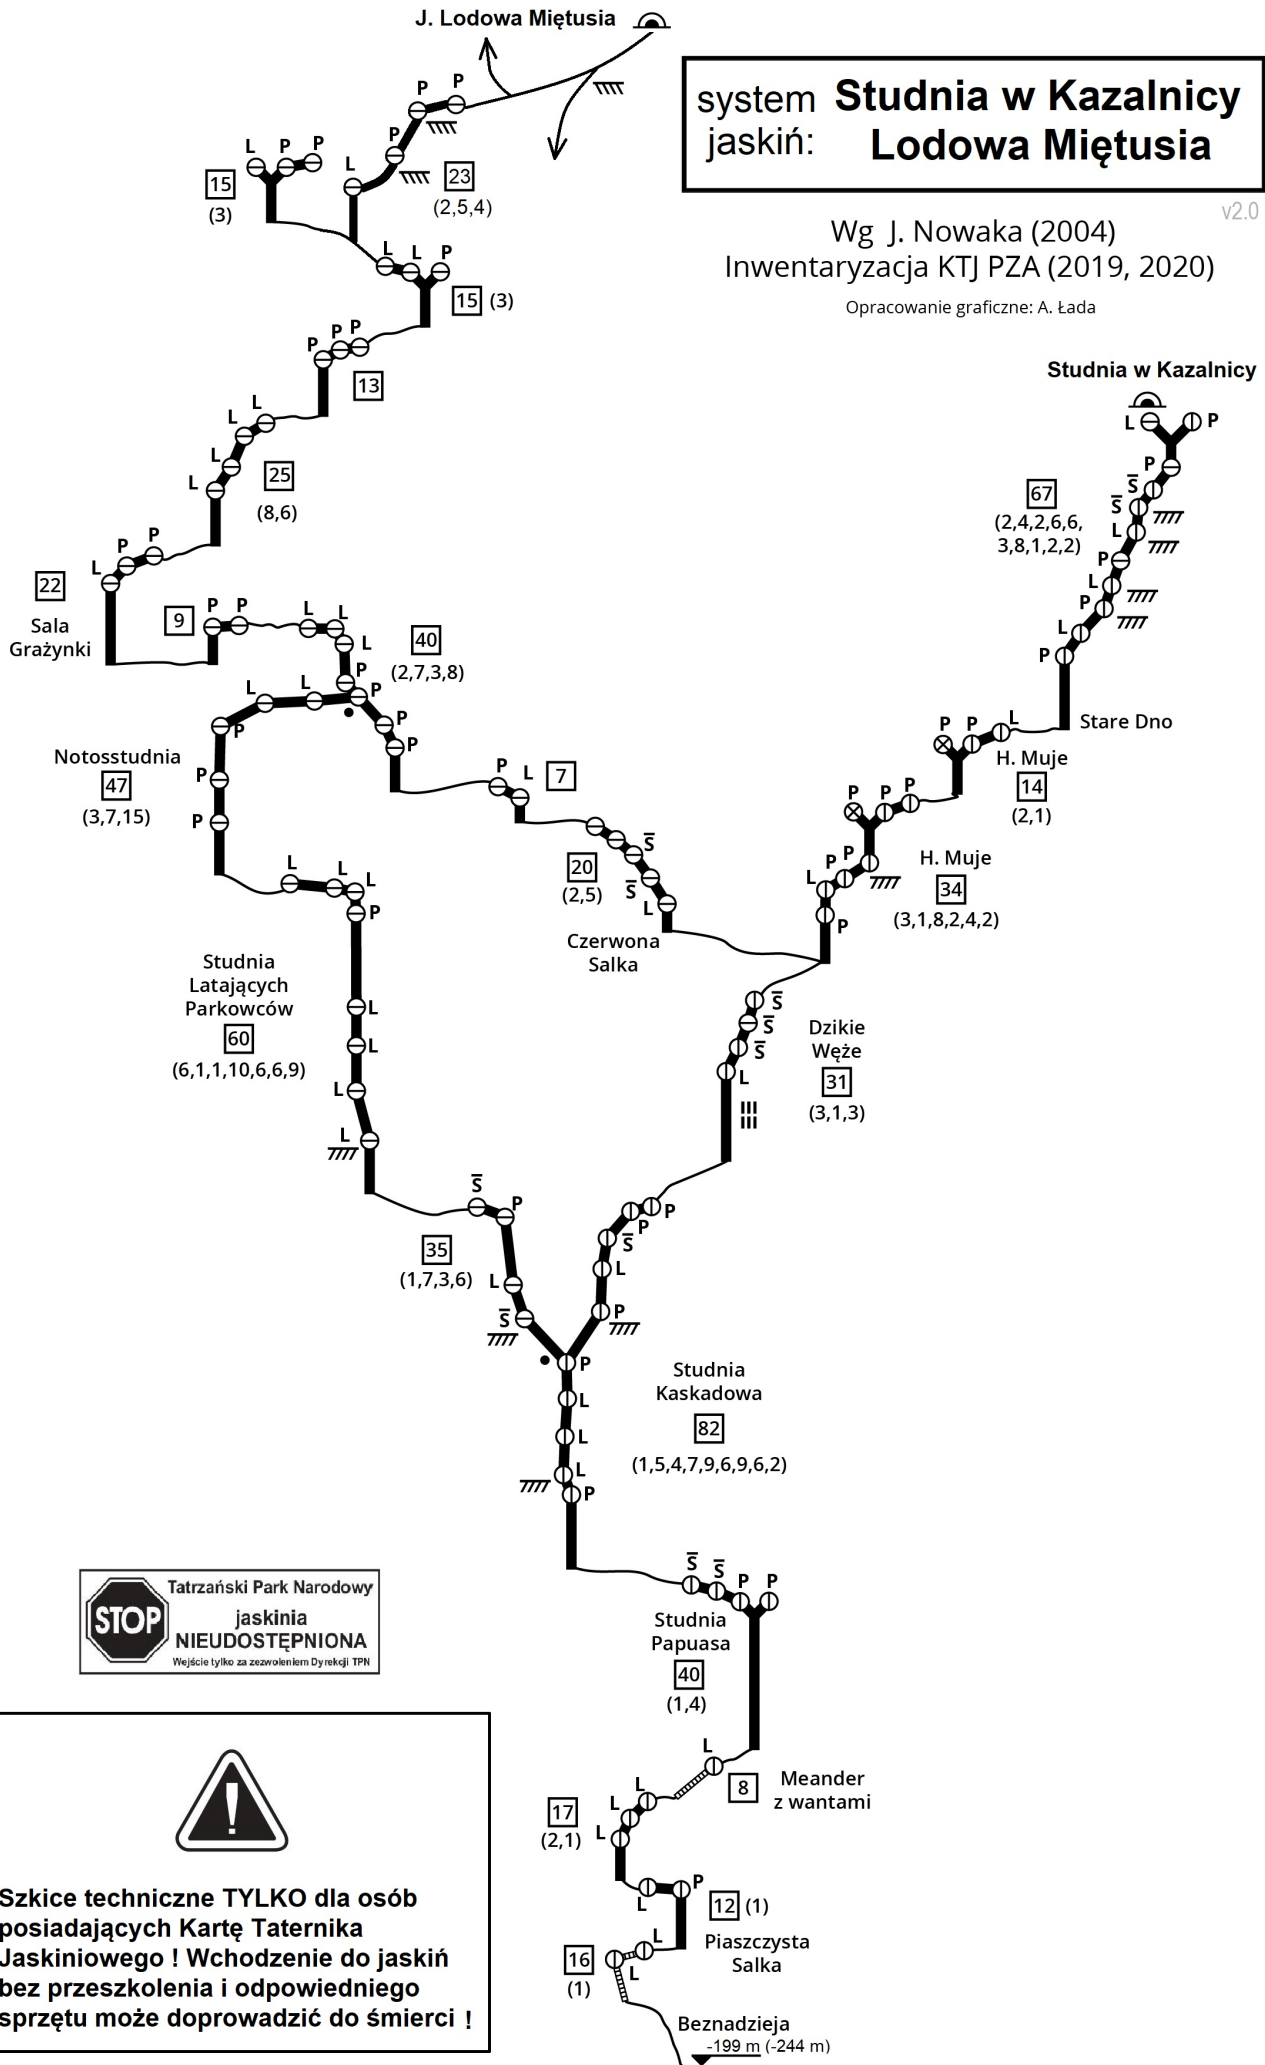 J. Lodowa Miętusia
system Studnia w Kazalnicy
jaskiń: Lodowa Miętusia
v2.0
Wg J. Nowaka (2004)
Inwentaryzacja KTJ PZA (2019, 2020)
Opracowanie graficzne: A. Łada
P P
P
L
23
(2,5,4)
L P P
15
(3)
L L P
15 (3)
P P P
13
L L
L
L
25
(8,6)
P P
L
22
Sala
Grażynki
9
P P
L L
L
P
40
(2,7,3,8)
P
P
P
L
L
P
P
P
Notosstudnia
47
(3,7,15)
P L
7
S̄
S̄
L
20
(2,5)
Czerwona
Salka
Studnia w Kazalnicy
L P
P
S̄
S̄
L
P
L
P
L
P
67
(2,4,2,6,6,
3,8,1,2,2)
Stare Dno
P P L
H. Muje
14
(2,1)
P P P
P
P
L
P
H. Muje
34
(3,1,8,2,4,2)
L L L
P
L
L
L
L
Studnia
Latających
Parkowców
60
(6,1,1,10,6,6,9)
S̄
S̄
S̄
L
Dzikie
Węże
31
(3,1,3)
S̄ P
L
S̄
35
(1,7,3,6)
P
P
S̄
L
P
P
L
L
L
P
Studnia
Kaskadowa
82
(1,5,4,7,9,6,9,6,2)
S̄ S̄ P P
Studnia
Papuasa
40
(1,4)
L
8
Meander
z wantami
L
L
L
17
(2,1)
L
P
12 (1)
Piaszczysta
Salka
L
L
16
(1)
Beznadzieja
-199 m (-244 m)
Tatrzański Park Narodowy
STOP
jaskinia
NIEUDOSTĘPNIONA
Wejście tylko za zezwoleniem Dyrekcji TPN
!
Szkice techniczne TYLKO dla osób
posiadających Kartę Taternika
Jaskiniowego ! Wchodzenie do jaskiń
bez przeszkolenia i odpowiedniego
sprzętu może doprowadzić do śmierci !